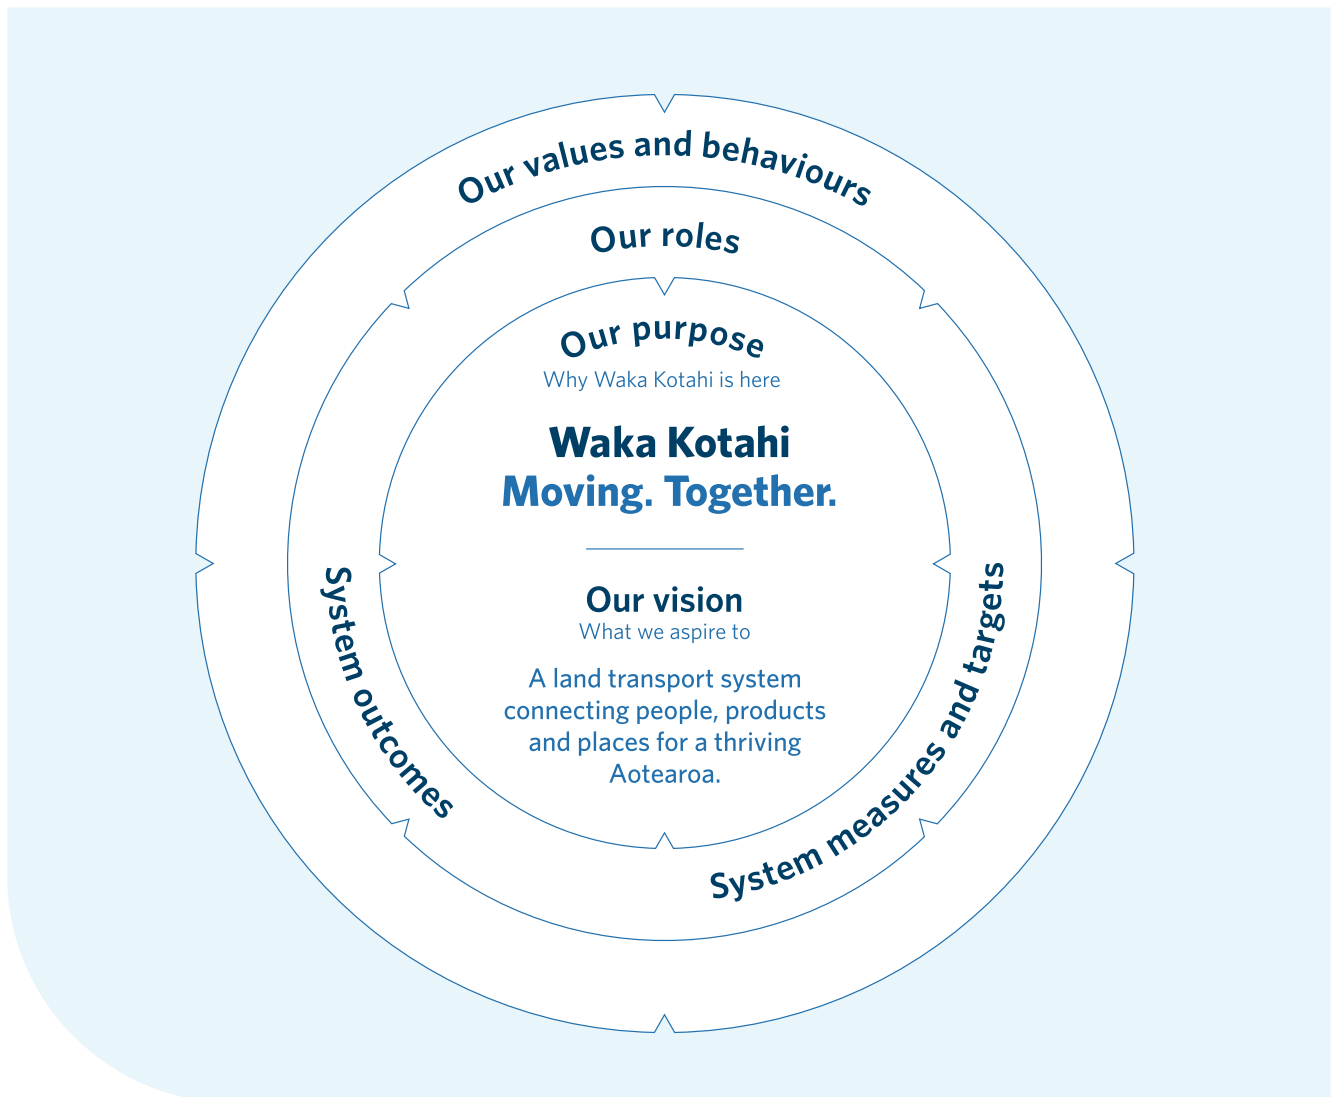 Our values and behaviours
Our roles
Our purpose
Why Waka Kotahi is here
Waka Kotahi
Moving. Together.
Our vision
What we aspire to
A land transport system
connecting people, products
and places for a thriving
Aotearoa.
System outcomes
System measures and targets